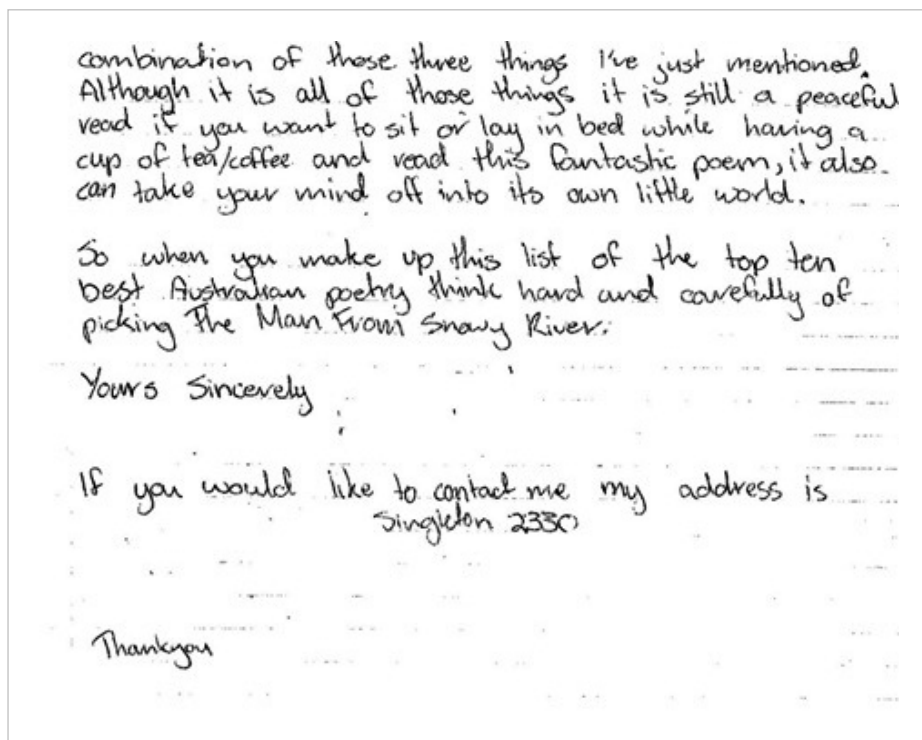 combination of those three things I've just mentioned.
Although it is all of those things it is still a peaceful
read if you want to sit or lay in bed while having a
cup of tea/coffee and read this fantastic poem, it also
can take your mind off into its own little world.
So when you make up this list of the top ten
best Australian poetry think hard and carefully of
picking The Man From Snowy River.
Yours Sincerely
If you would like to contact me my address is
Singleton 2330
Thankyou